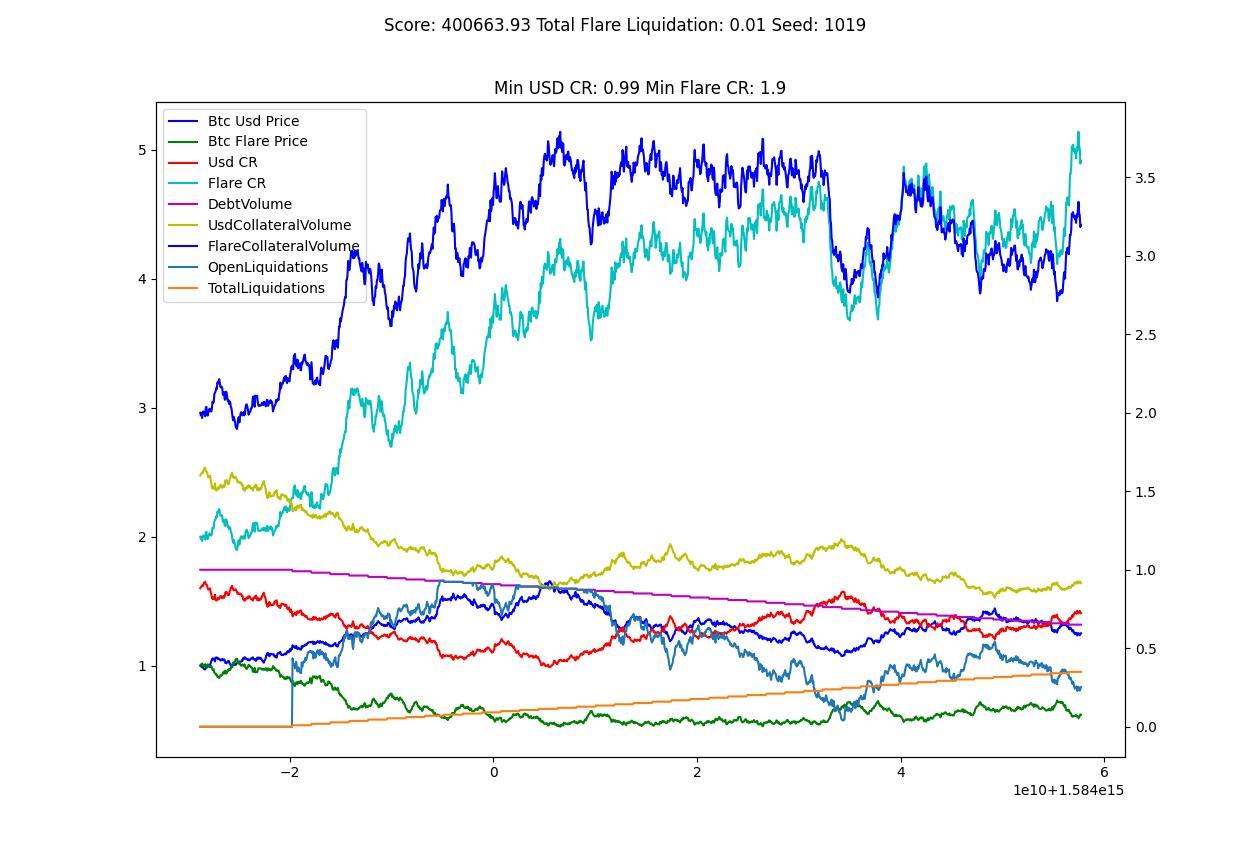 Score: 400663.93 Total Flare Liquidation: 0.01 Seed: 1019
Min USD CR: 0.99 Min Flare CR: 1.9
Btc Usd Price
Btc Flare Price
Usd CR
Flare CR
DebtVolume
UsdCollateralVolume
FlareCollateralVolume
OpenLiquidations
TotalLiquidations
5
4
3
2
1
3.5
3.0
2.5
2.0
1.5
1.0
0.5
0.0
−2 0 2 4 6
1e10+1.584e15